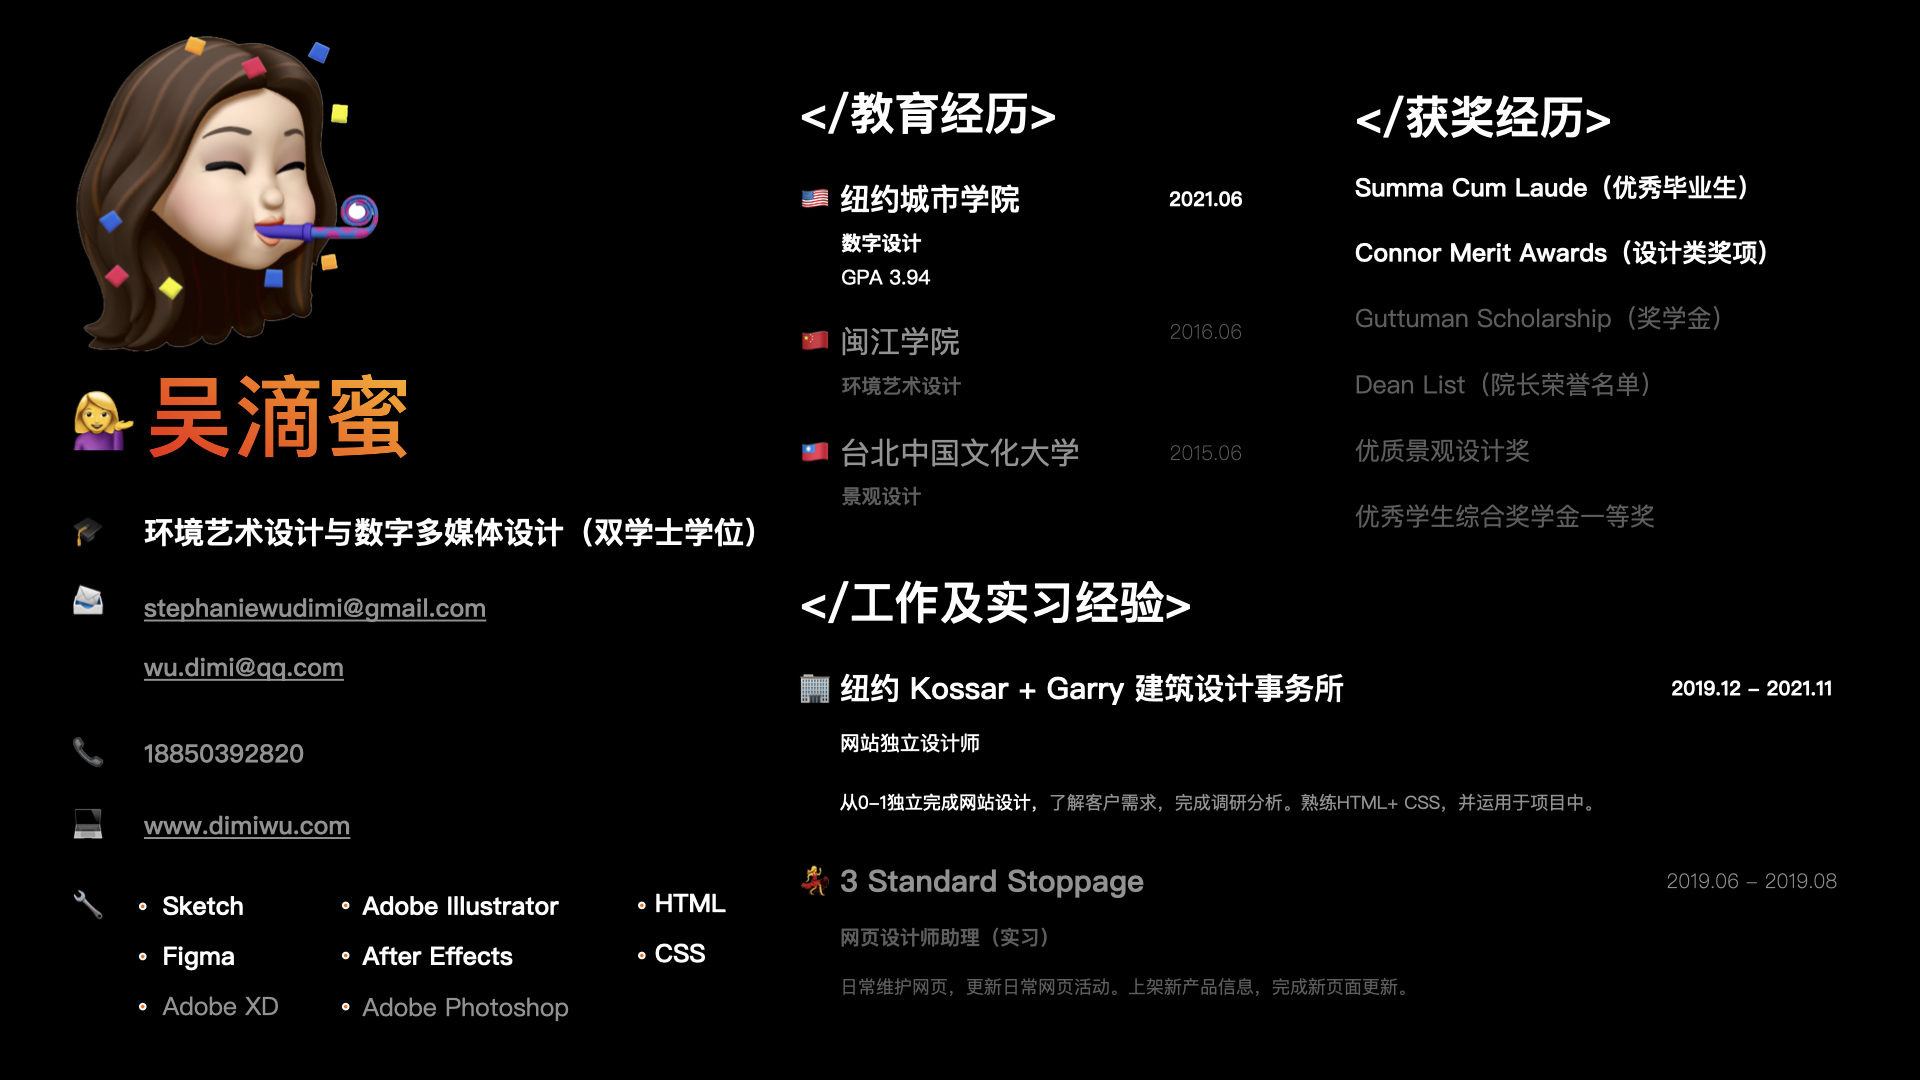 吴滴蜜
环境艺术设计与数字多媒体设计（双学士学位）
stephaniewudimi@gmail.com
wu.dimi@qq.com
18850392820
www.dimiwu.com
Sketch
Figma
Adobe XD
Adobe Illustrator
After Effects
Adobe Photoshop
HTML
CSS
</教育经历>
纽约城市学院 2021.06
数字设计
GPA 3.94
闽江学院 2016.06
环境艺术设计
台北中国文化大学 2015.06
景观设计
</获奖经历>
Summa Cum Laude（优秀毕业生）
Connor Merit Awards（设计类奖项）
Guttuman Scholarship（奖学金）
Dean List（院长荣誉名单）
优质景观设计奖
优秀学生综合奖学金一等奖
</工作及实习经验>
纽约 Kossar + Garry 建筑设计事务所 2019.12 – 2021.11
网站独立设计师
从0–1独立完成网站设计，了解客户需求，完成调研分析。熟练HTML+ CSS，并运用于项目中。
3 Standard Stoppage 2019.06 – 2019.08
网页设计师助理（实习）
日常维护网页，更新日常网页活动。上架新产品信息，完成新页面更新。